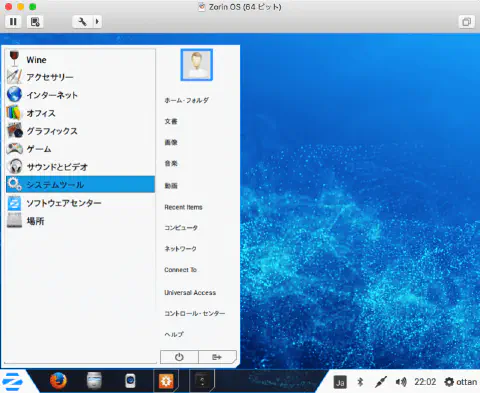 Zorin OS (64 ビット)
Wine
アクセサリー
インターネット
オフィス
グラフィックス
ゲーム
サウンドとビデオ
システムツール
ソフトウェアセンター
場所
ホーム・フォルダ
文書
画像
音楽
動画
Recent Items
コンピュータ
ネットワーク
Connect To
Universal Access
コントロール・センター
ヘルプ
Ja 22:02 ottan